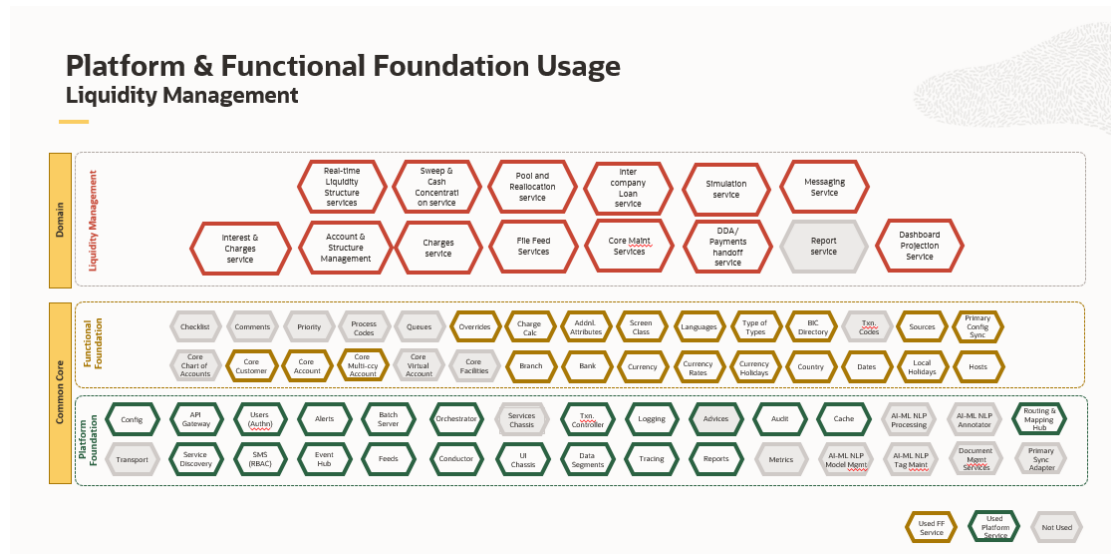 Platform & Functional Foundation Usage
Liquidity Management
Domain
Liquidity Management
Real-time
Liquidity
Structure
services
Sweep &
Cash
Concentrati
on service
Pool and
Reallocation
service
Inter
company
Loan
service
Simulation
service
Messaging
Service
Interest &
Charges
service
Account &
Structure
Management
Charges
service
File Feed
Services
Core Maint
Services
DDA/
Payments
handoff
service
Report
service
Dashboard
Projection
Service
Common Core
Functional
Foundation
Checklist
Comments
Priority
Process
Codes
Queues
Overrides
Charge
Calc
Addnl.
Attributes
Screen
Class
Languages
Type of
Types
BIC
Directory
Txn.
Codes
Sources
Primary
Config
Sync
Core
Chart of
Accounts
Core
Customer
Core
Account
Core
Multi-ccy
Account
Core
Virtual
Account
Core
Facilities
Branch
Bank
Currency
Currency
Rates
Currency
Holidays
Country
Dates
Local
Holidays
Hosts
Platform
Foundation
Config
API
Gateway
Users
(Authn)
Alerts
Batch
Server
Orchestrator
Services
Chassis
Txn.
Controller
Logging
Advices
Audit
Cache
AI-ML NLP
Processing
AI-ML NLP
Annotator
Routing &
Mapping
Hub
Transport
Service
Discovery
SMS
(RBAC)
Event
Hub
Feeds
Conductor
UI
Chassis
Data
Segments
Tracing
Reports
Metrics
AI-ML NLP
Model Mgmt
AI-ML NLP
Tag Maint
Document
Mgmt
Services
Primary
Sync
Adapter
Used FF
Service
Used
Platform
Service
Not Used